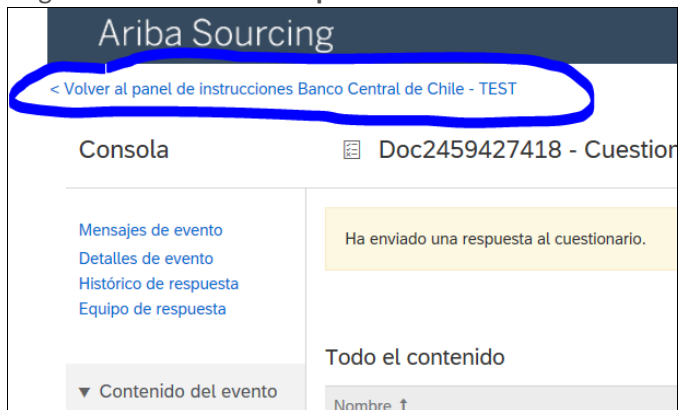 Ariba Sourcing
< Volver al panel de instrucciones Banco Central de Chile - TEST
Consola
Doc2459427418 - Cuestion
Mensajes de evento
Detalles de evento
Histórico de respuesta
Equipo de respuesta
Ha enviado una respuesta al cuestionario.
Todo el contenido
▼ Contenido del evento
Nombre ↑